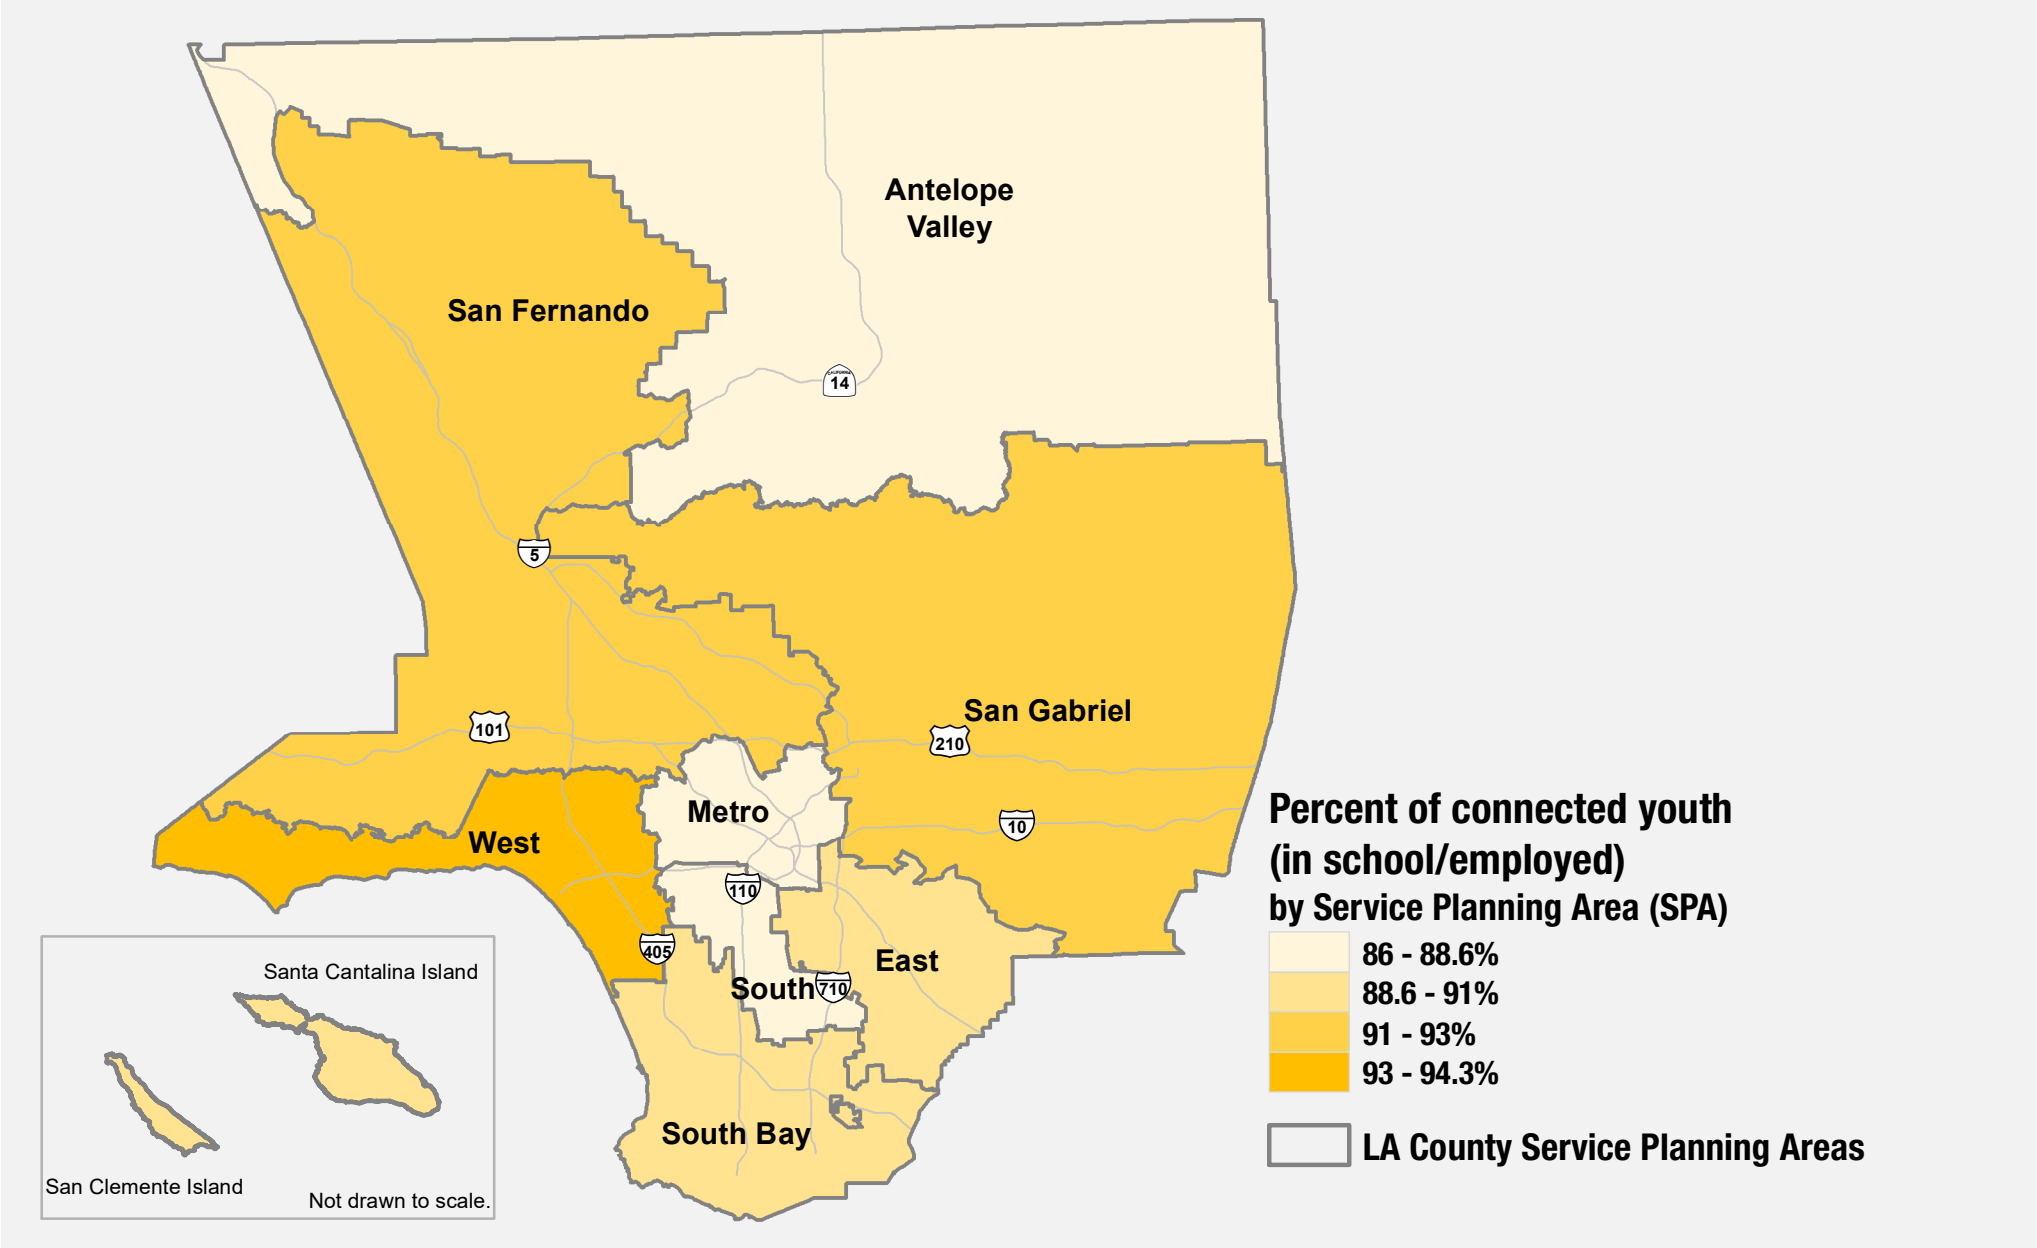 Antelope
Valley
San Fernando
CALIFORNIA
14
5
San Gabriel
101
210
Metro
10
West
110
405
East
South
710
South Bay
Santa Cantalina Island
San Clemente Island
Not drawn to scale.
Percent of connected youth
(in school/employed)
by Service Planning Area (SPA)
86 - 88.6%
88.6 - 91%
91 - 93%
93 - 94.3%
LA County Service Planning Areas